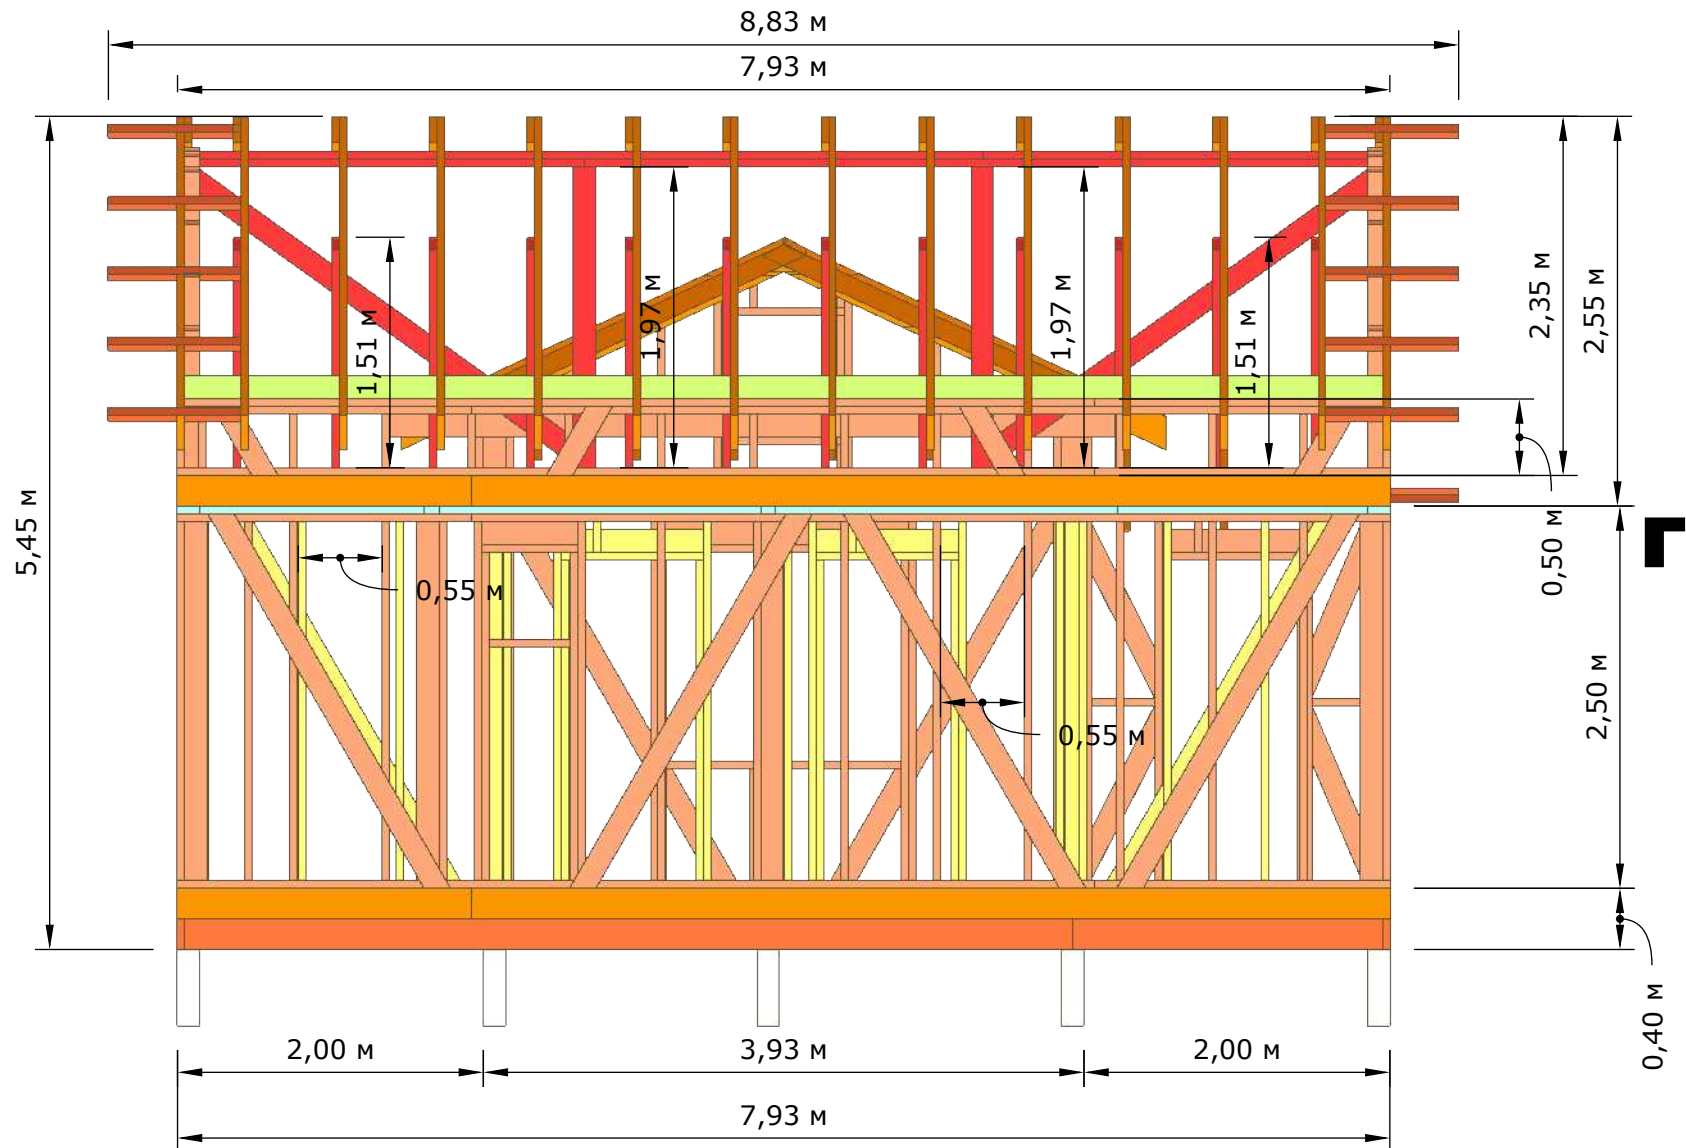 8,83 м
7,93 м
5,45 м
1,51 м
1,97 м
1,97 м
1,51 м
2,35 м
2,55 м
0,50 м
0,55 м
0,55 м
2,50 м
0,40 м
2,00 м
3,93 м
2,00 м
7,93 м
Г